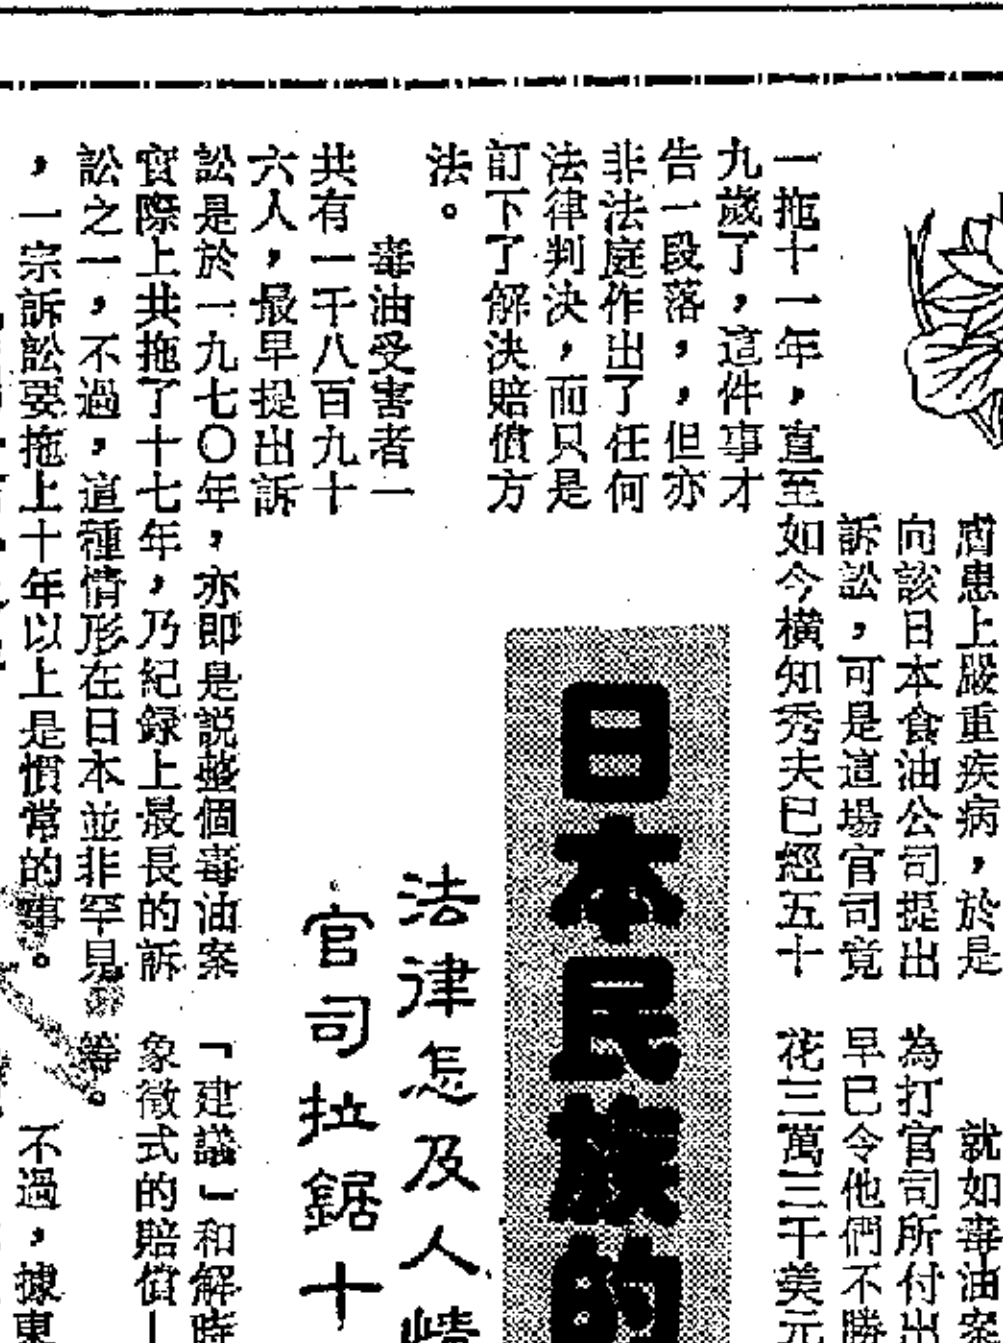 膚患上嚴重疾病，於是
向該日本食油公司提出
訴訟，可是這場官司竟
一拖十一年，直至如今橫知秀夫已經五十
九歲了，這件事才
告一段落，，但亦
非法庭作出了任何
法律判決，而只是
訂下了解決賠償方
法。
毒油受害者一
共有一千八百九十
六人，最早提出訴
訟是於一九七〇年，亦即是說整個毒油案
實際上共拖了十七年，乃紀録上最長的訴
訟之一，不過，這種情形在日本並非罕見
，一宗訴訟要拖上十年以上是慣常的事。
日本民族的
法律怎及人情
官司拉鋸十
就如毒油案
為打官司所付出
早已令他們不勝
花三萬三千美元
「建議」和解時
象徵式的賠償—
等。
不過，據東